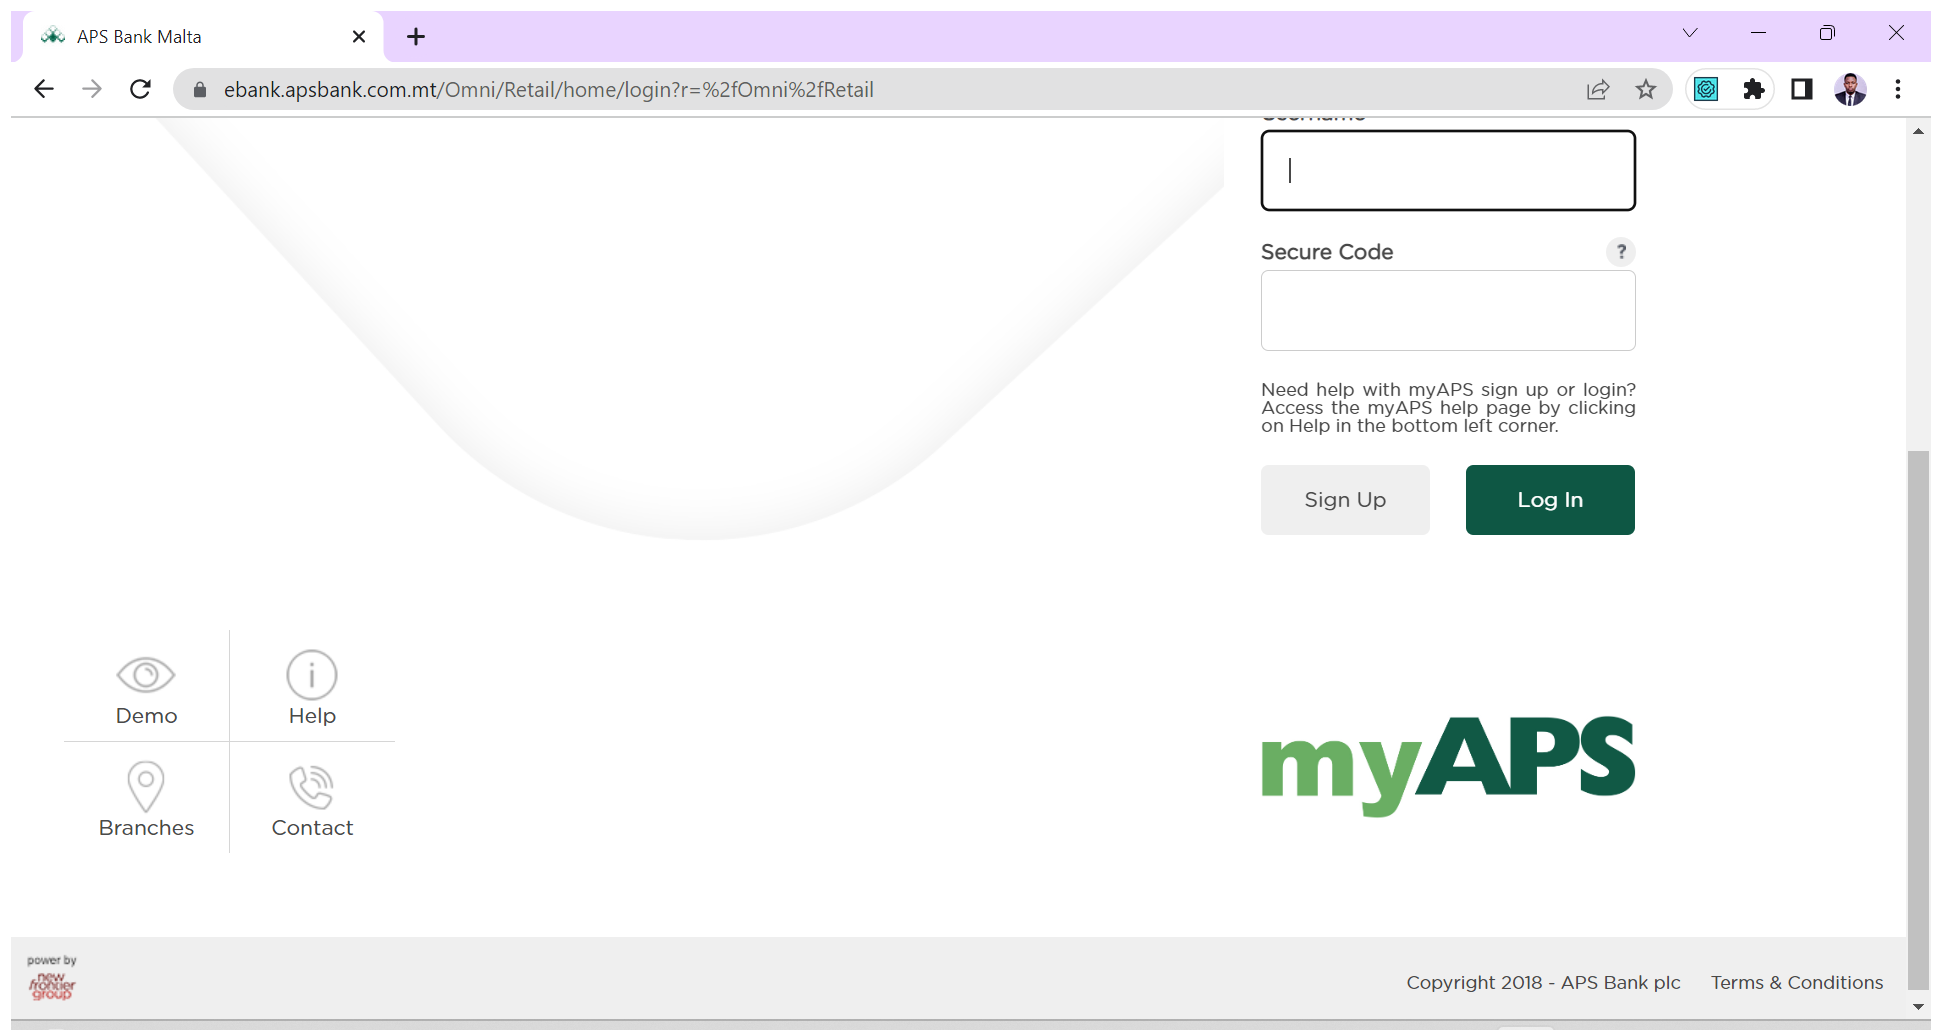 APS Bank Malta
ebank.apsbank.com.mt/Omni/Retail/home/login?r=%2fOmni%2fRetail
Username
Secure Code ?
Need help with myAPS sign up or login?
Access the myAPS help page by clicking
on Help in the bottom left corner.
Sign Up Log In
Demo Help
Branches Contact
myAPS
power by
new
frontier
group
Copyright 2018 - APS Bank plc Terms & Conditions